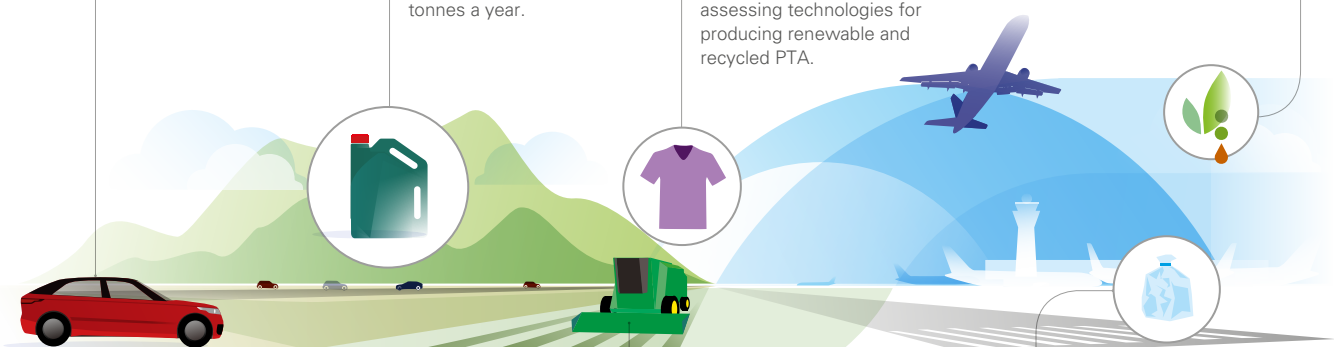 tonnes a year.
assessing technologies for
producing renewable and
recycled PTA.